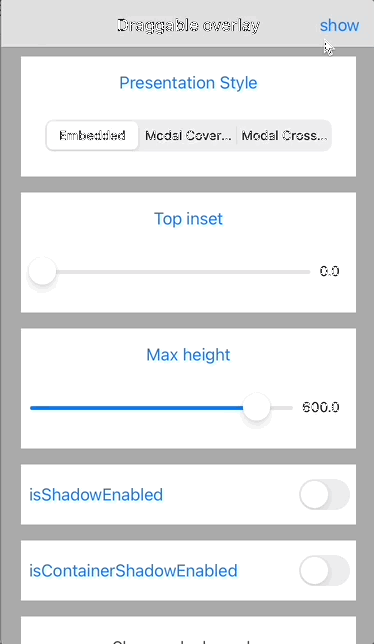 Draggable overlay show
Presentation Style
Embedded Modal Cover... Modal Cross...
Top inset
0.0
Max height
600.0
isShadowEnabled
isContainerShadowEnabled